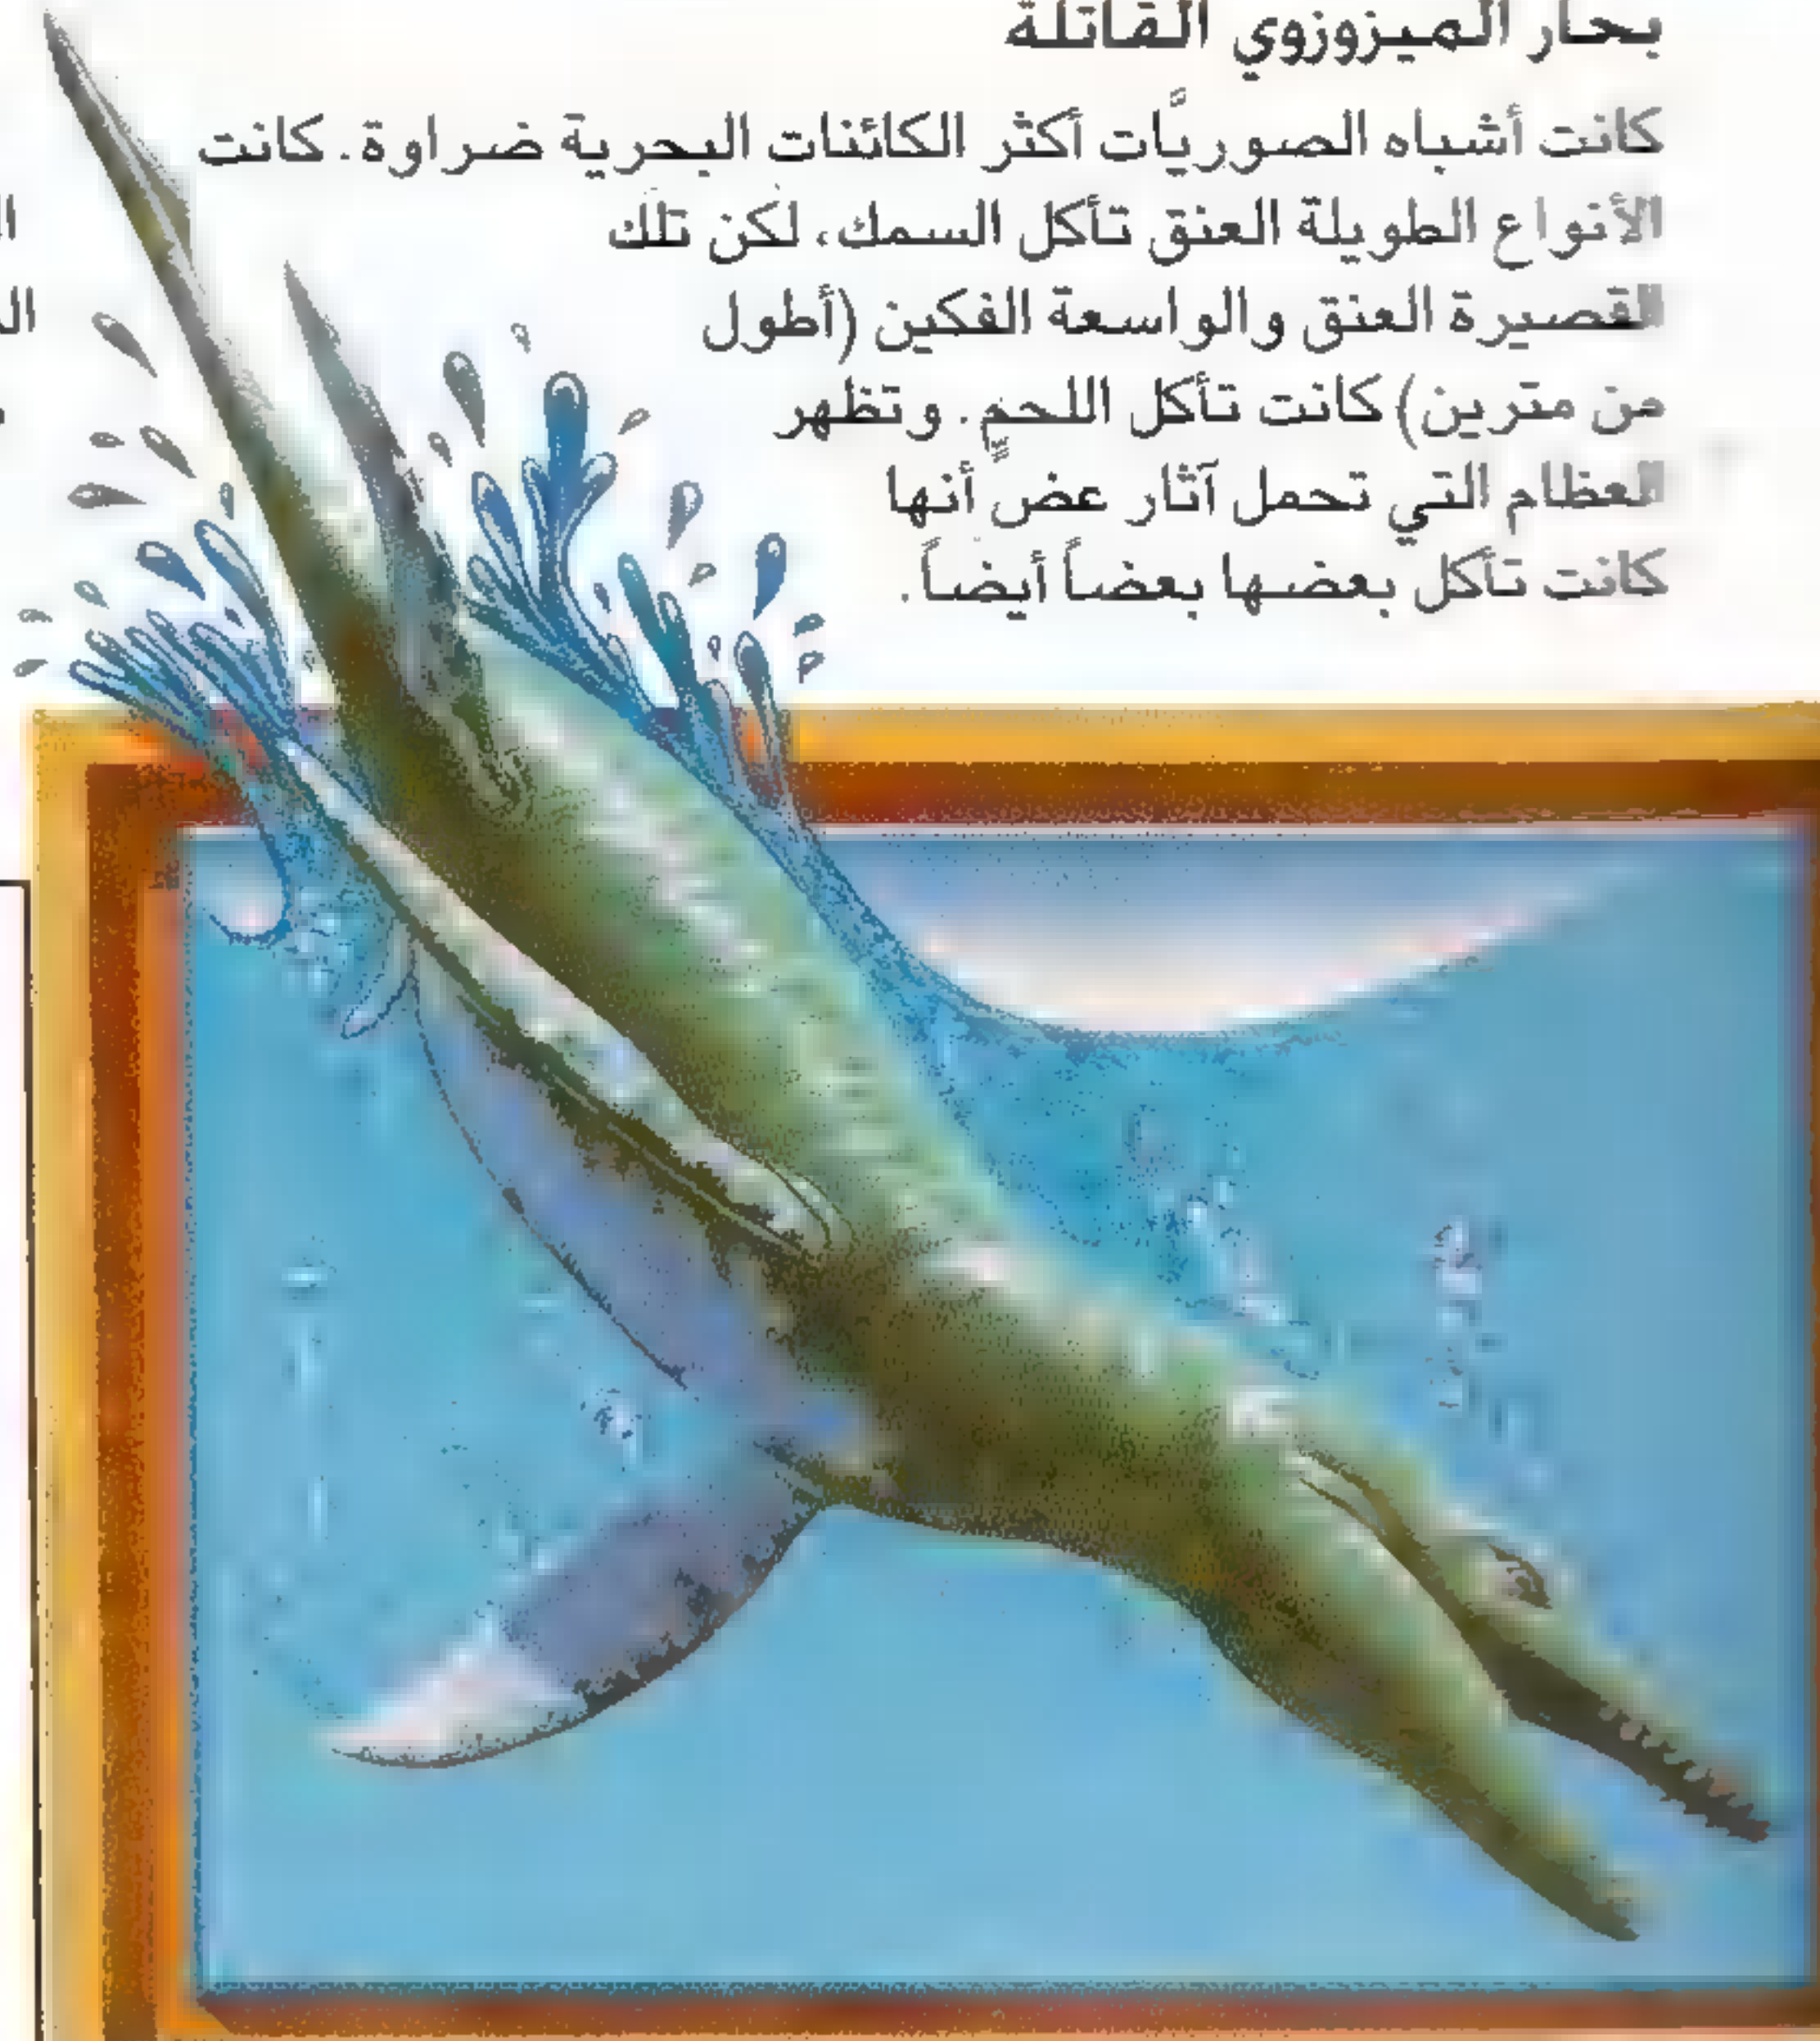 بحار الميزوزوي القاتلة
كانت أشباه الصوريَّات أكثر الكائنات البحرية ضراوة. كانت
الأنواع الطويلة العنق تأكل السمك، لكن تلك
القصيرة العنق والواسعة الفكين (أطول
من مترين) كانت تأكل اللحم. وتظهر
العظام التي تحمل آثار عضٍّ أنها
كانت تأكل بعضها بعضاً أيضاً.